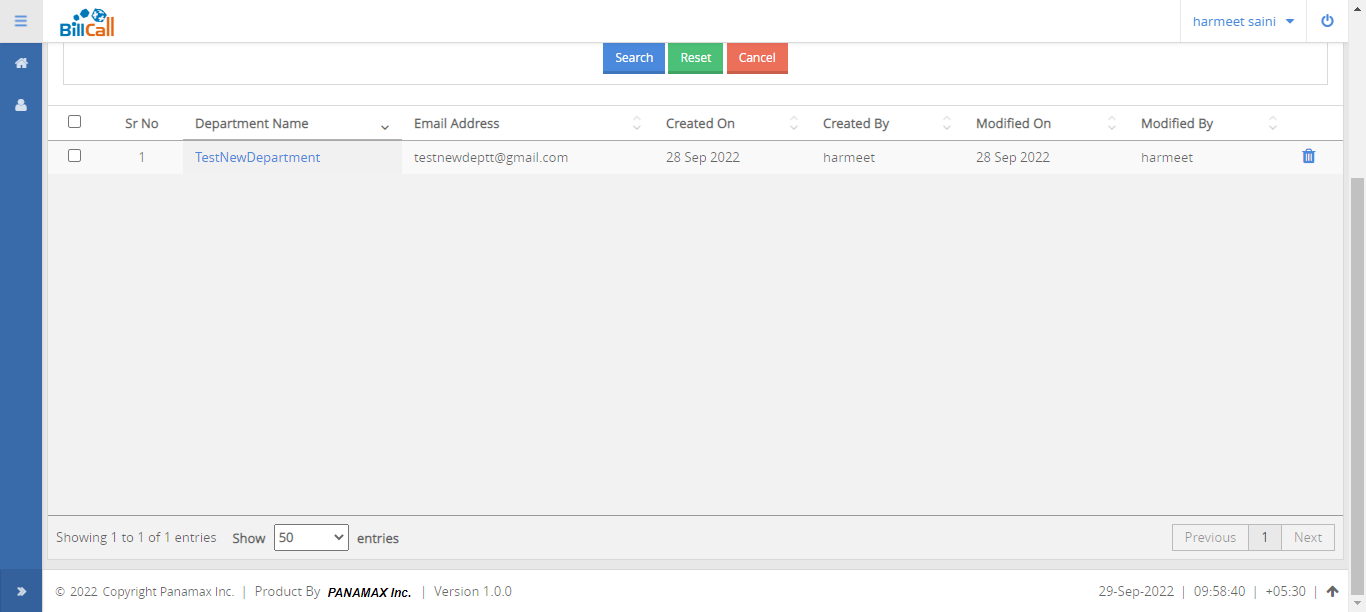 BillCall
harmeet saini
Search Reset Cancel
Sr No Department Name Email Address Created On Created By Modified On Modified By
1 TestNewDepartment testnewdeptt@gmail.com 28 Sep 2022 harmeet 28 Sep 2022 harmeet
Showing 1 to 1 of 1 entries Show 50 entries Previous 1 Next
© 2022 Copyright Panamax Inc. | Product By PANAMAX Inc. | Version 1.0.0 29-Sep-2022 | 09:58:40 | +05:30 |